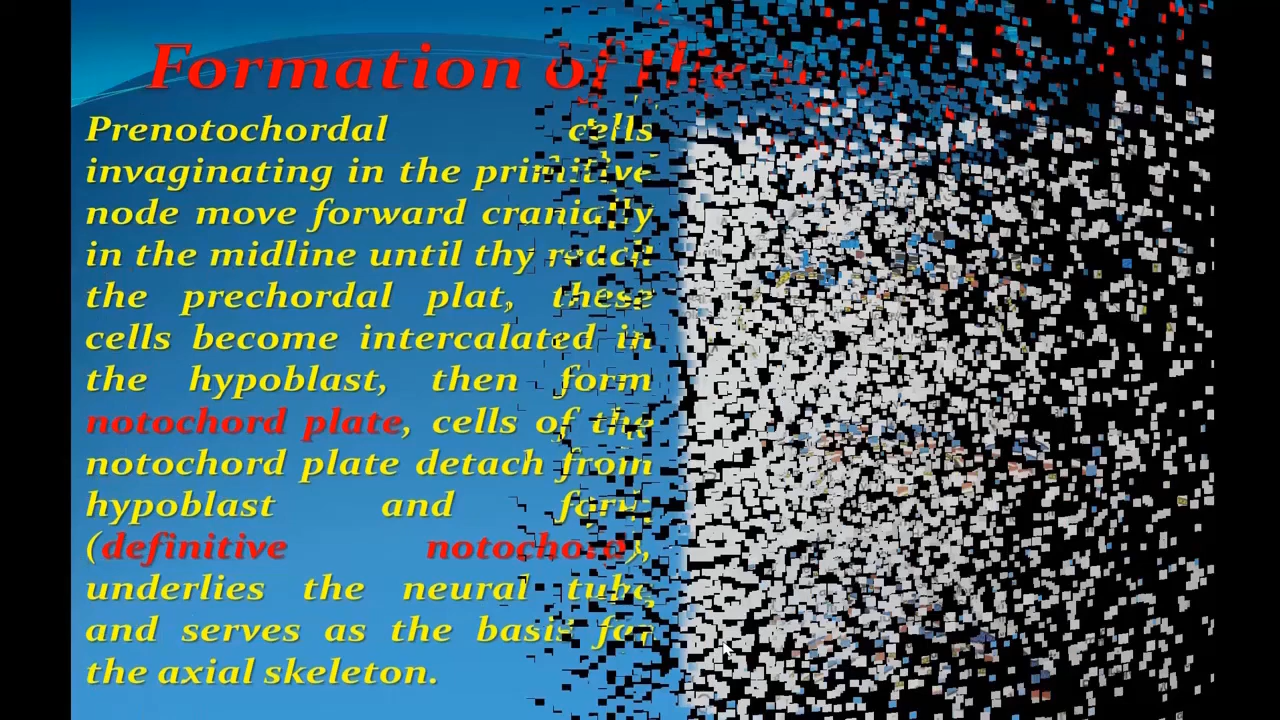 Formation of the
Prenotochordal cells
invaginating in the primitive
node move forward cranially
in the midline until thy reach
the prechordal plat, these
cells become intercalated in
the hypoblast, then form
notochord plate, cells of the
notochord plate detach from
hypoblast and form
(definitive notochord),
underlies the neural tube
and serves as the basis for
the axial skeleton.